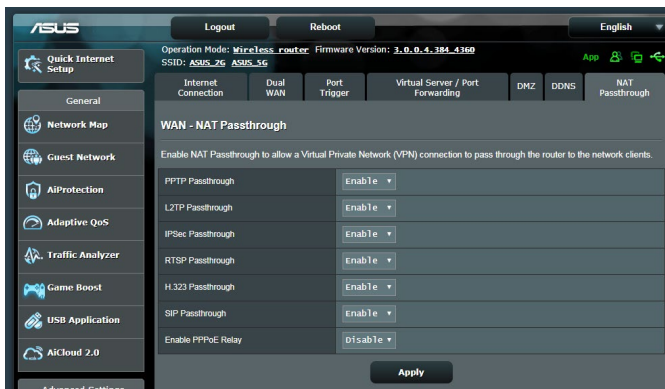 ASUS
Logout
Reboot
English
Quick Internet
Setup
Operation Mode: Wireless router Firmware Version: 3.0.0.4.384_4360
SSID: ASUS_2G ASUS_5G
App
General
Network Map
Guest Network
AiProtection
Adaptive QoS
Traffic Analyzer
Game Boost
USB Application
AiCloud 2.0
Advanced Settings
Internet
Connection
Dual
WAN
Port
Trigger
Virtual Server / Port
Forwarding
DMZ
DDNS
NAT
Passthrough
WAN - NAT Passthrough
Enable NAT Passthrough to allow a Virtual Private Network (VPN) connection to pass through the router to the network clients.
PPTP Passthrough Enable
L2TP Passthrough Enable
IPSec Passthrough Enable
RTSP Passthrough Enable
H.323 Passthrough Enable
SIP Passthrough Enable
Enable PPPoE Relay Disable
Apply